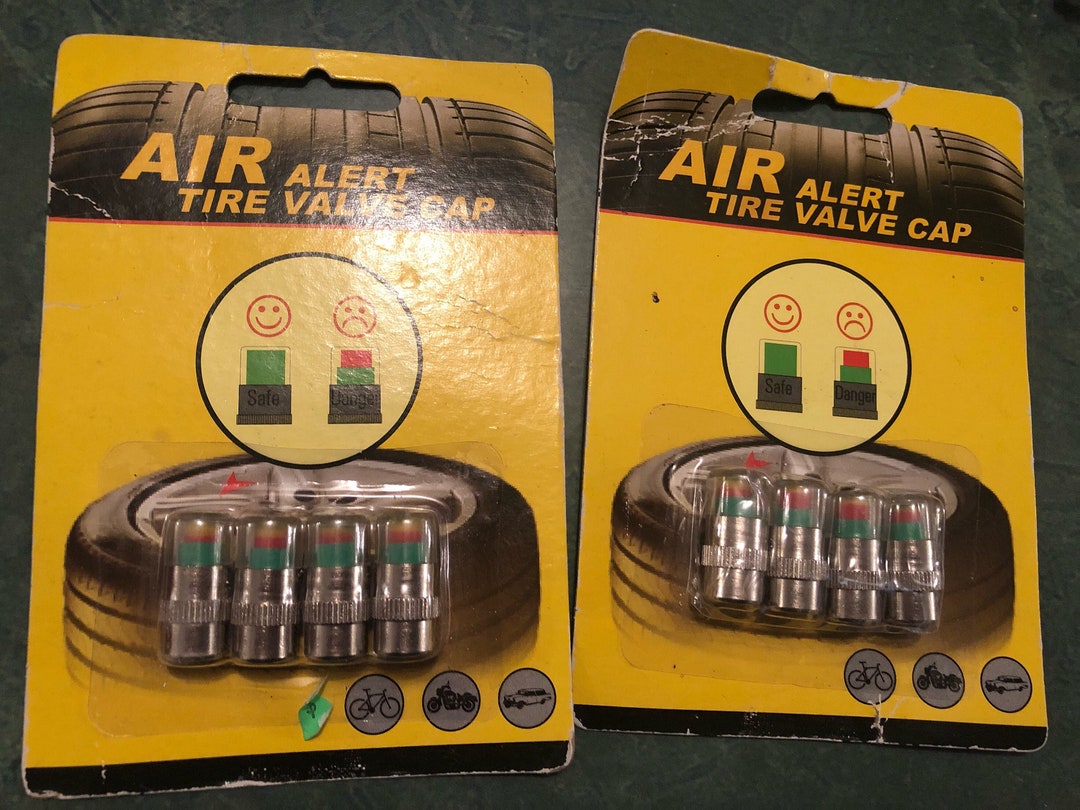 AIR ALERT
TIRE VALVE CAP
Safe Danger
AIR ALERT
TIRE VALVE CAP
Safe Danger